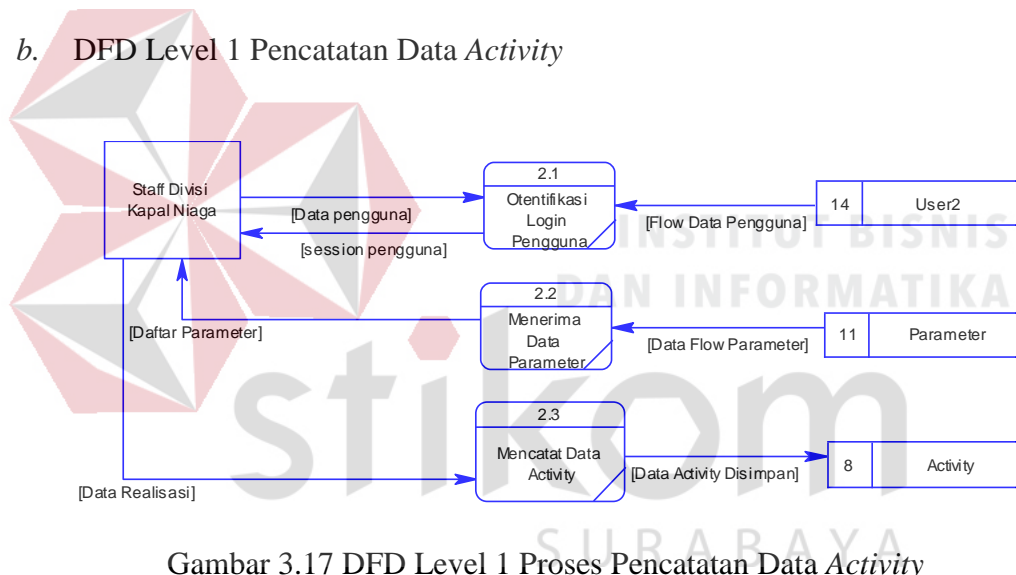 b. DFD Level 1 Pencatatan Data Activity
Staff Divisi
Kapal Niaga
[Data pengguna]
[session pengguna]
2.1
Otentifikasi
Login
Pengguna
[Flow Data Pengguna]
14 User2
INSTITUT BISNIS
DAN INFORMATIKA
[Daftar Parameter]
2.2
Menerima
Data
Parameter
[Data Flow Parameter]
11 Parameter
stikom
2.3
Mencatat Data
Activity
[Data Realisasi]
[Data Activity Disimpan]
8 Activity
SURABAYA
Gambar 3.17 DFD Level 1 Proses Pencatatan Data Activity